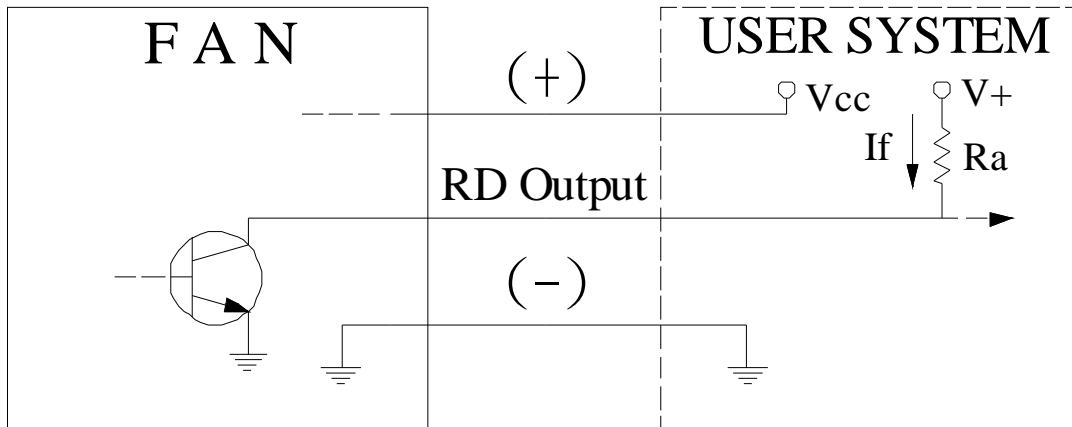 F A N
USER SYSTEM
(+)
Vcc
V+
If
Ra
RD Output
(-)